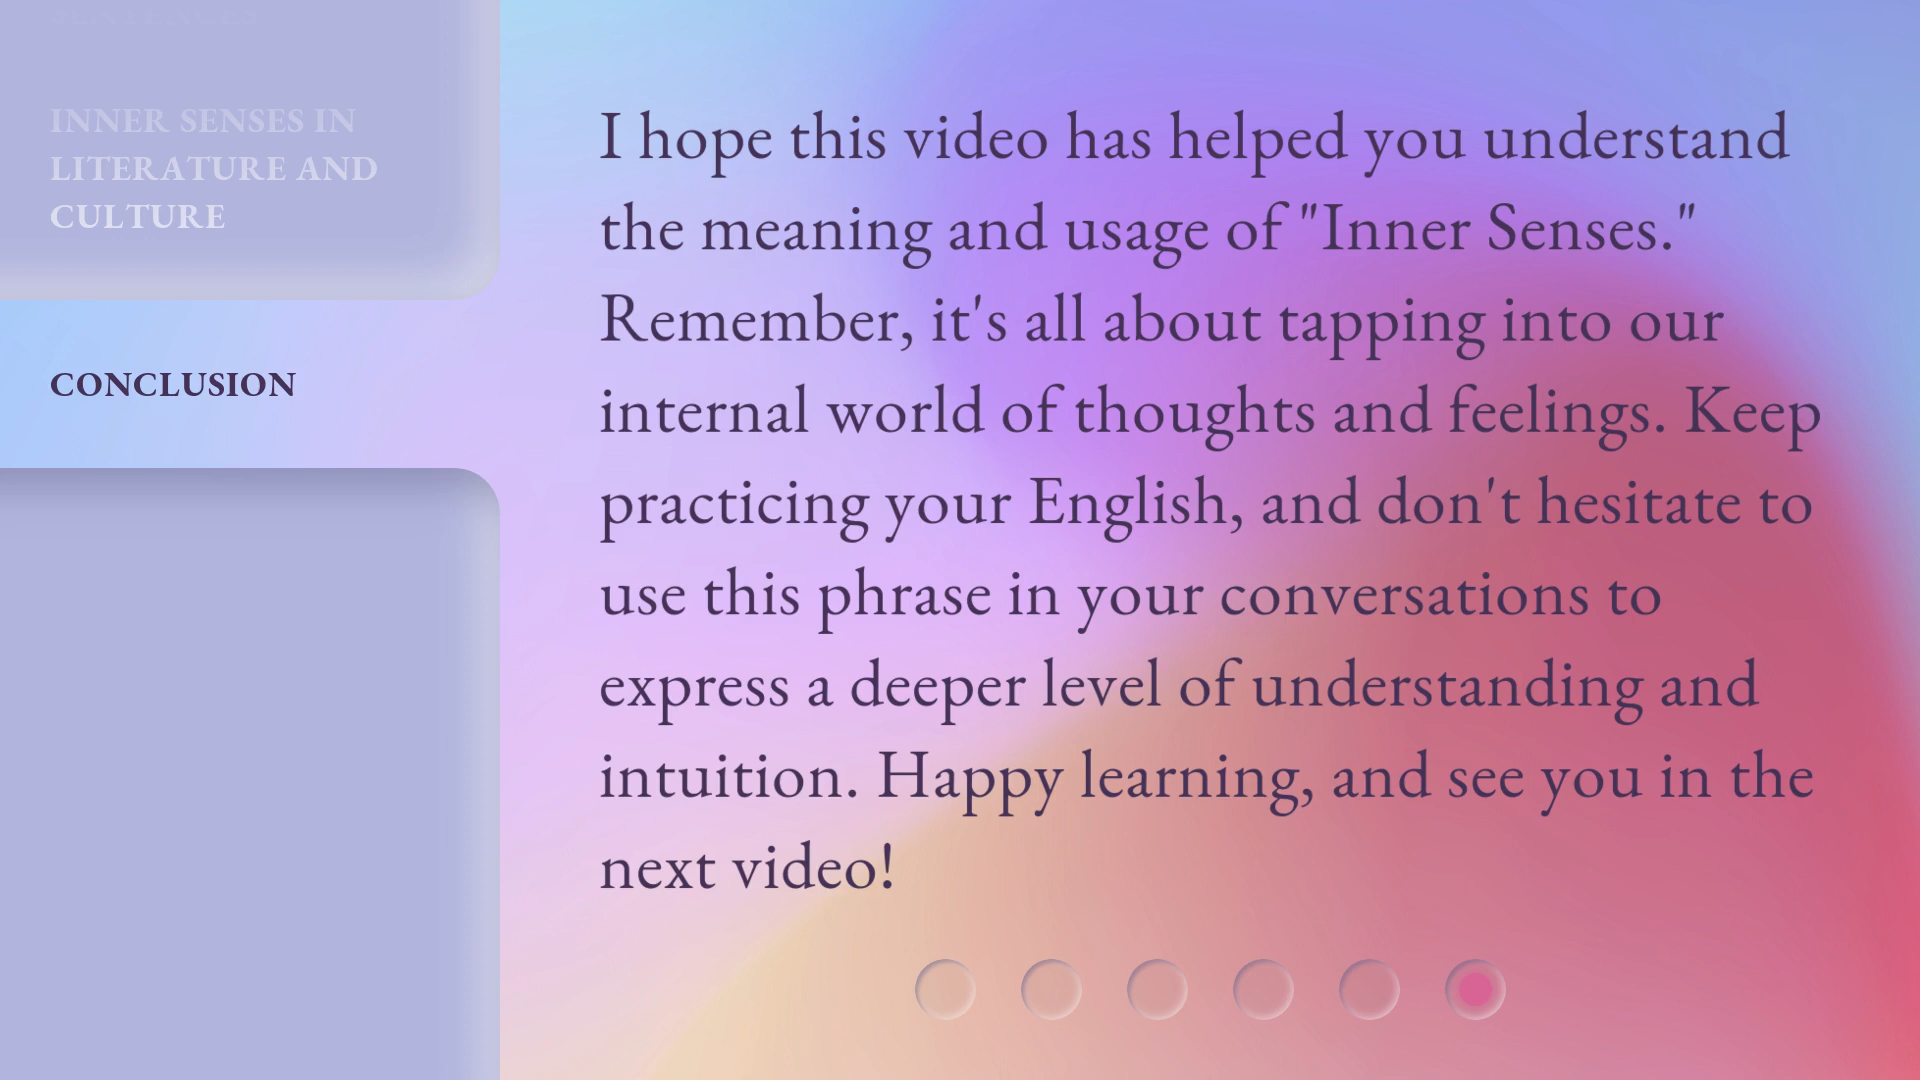 INNER SENSES IN
LITERATURE AND
CULTURE
CONCLUSION
I hope this video has helped you understand
the meaning and usage of "Inner Senses."
Remember, it's all about tapping into our
internal world of thoughts and feelings. Keep
practicing your English, and don't hesitate to
use this phrase in your conversations to
express a deeper level of understanding and
intuition. Happy learning, and see you in the
next video!